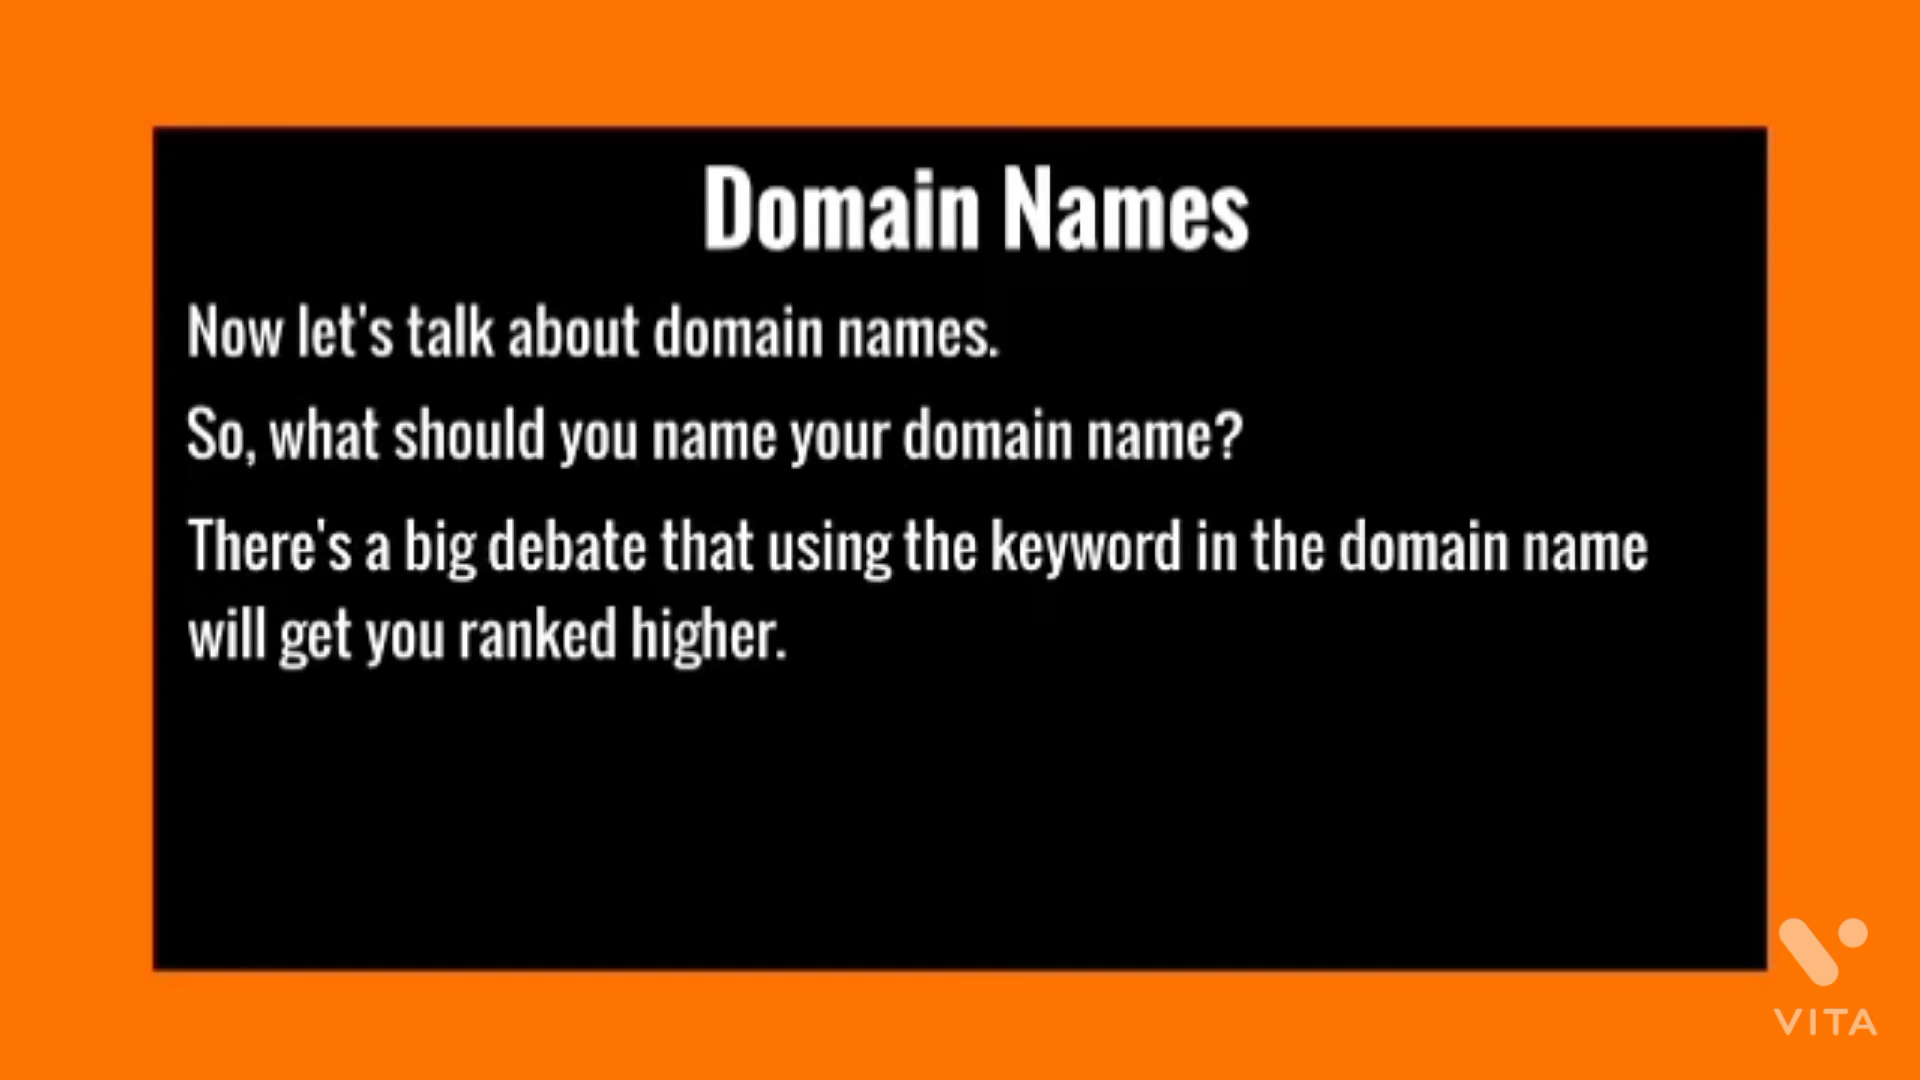 Domain Names
Now let's talk about domain names.
So, what should you name your domain name?
There's a big debate that using the keyword in the domain name
will get you ranked higher.
VITA